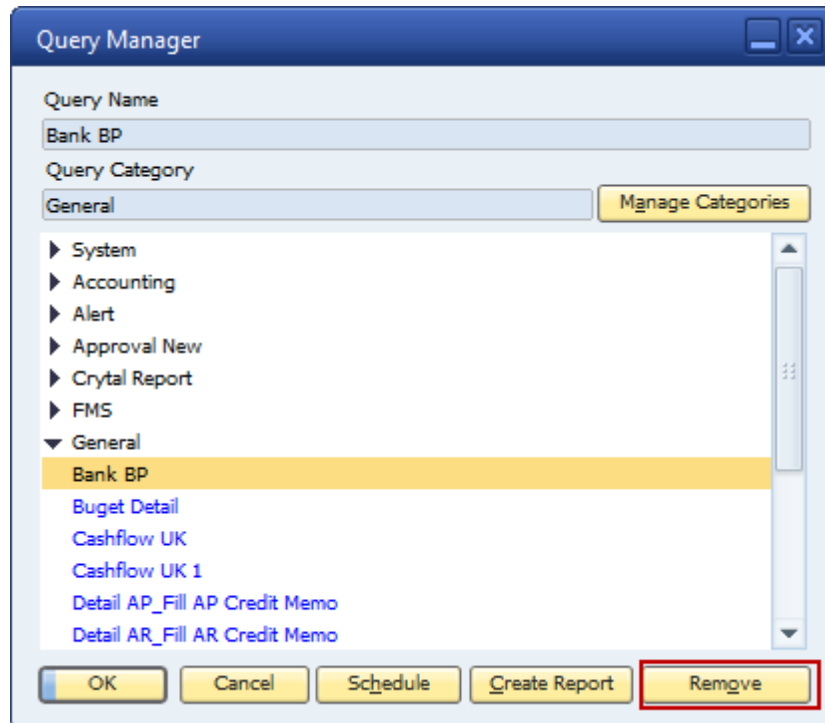 Query Manager
Query Name
Bank BP
Query Category
General
Manage Categories
System
Accounting
Alert
Approval New
Crytal Report
FMS
General
Bank BP
Buget Detail
Cashflow UK
Cashflow UK 1
Detail AP_Fill AP Credit Memo
Detail AR_Fill AR Credit Memo
OK Cancel Schedule Create Report Remove